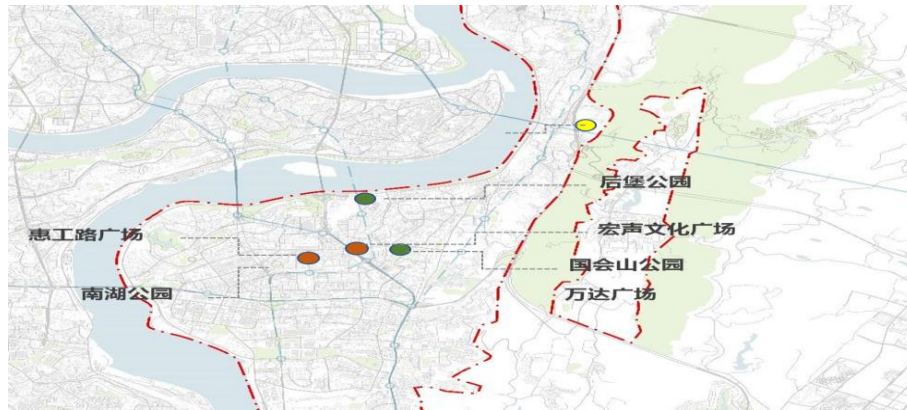 后堡公园
惠工路广场
宏声文化广场
国会山公园
南湖公园
万达广场